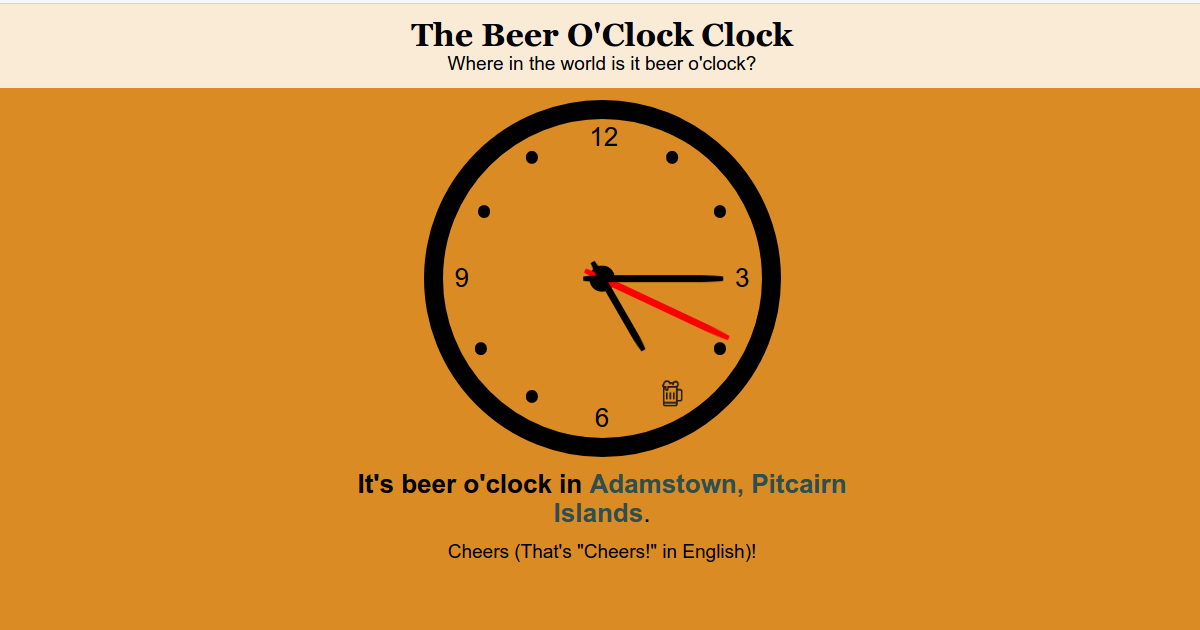 The Beer O'Clock Clock
Where in the world is it beer o'clock?
12
9
3
6
It's beer o'clock in Adamstown, Pitcairn
Islands.
Cheers (That's "Cheers!" in English)!